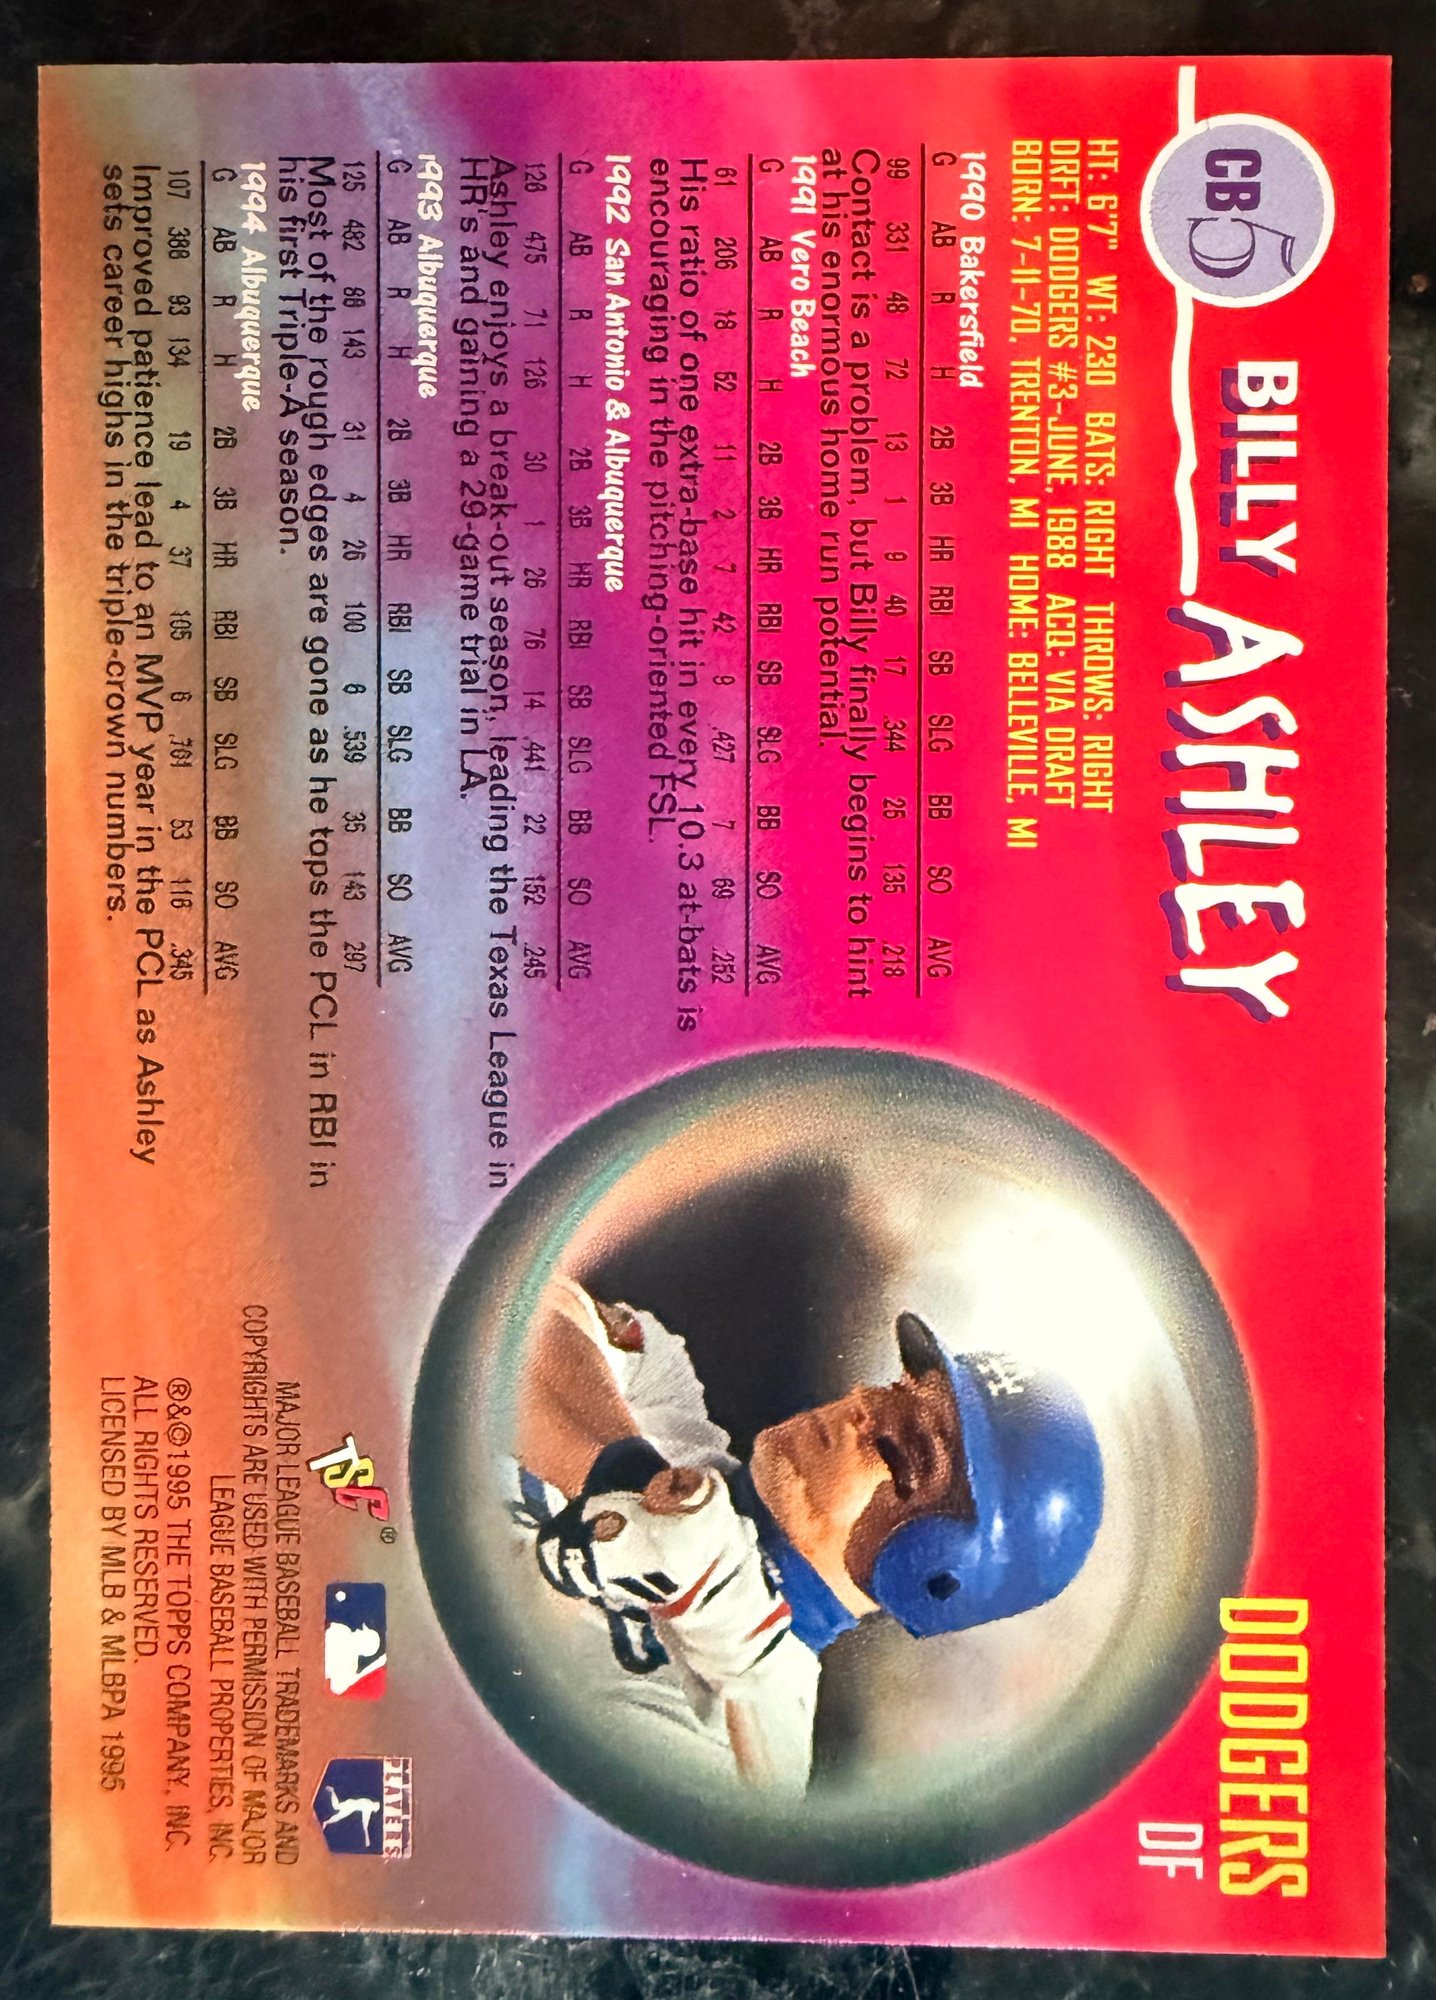 CB5
BILLY ASHLEY
DODGERS
OF
HT: 6'7" WT: 230 BATS: RIGHT THROWS: RIGHT
DRFT: DODGERS #3-JUNE, 1988 ACQ: VIA DRAFT
BORN: 7-11-70, TRENTON, MI HOME: BELLEVILLE, MI
1990 Bakersfield
G AB R H 2B 3B HR RBI SB SLG BB SO AVG
99 331 48 72 13 1 9 40 17 .344 25 135 .218
Contact is a problem, but Billy finally begins to hint
at his enormous home run potential.
1991 Vero Beach
G AB R H 2B 3B HR RBI SB SLG BB SO AVG
61 206 18 52 11 2 7 42 9 .427 7 69 .252
His ratio of one extra-base hit in every 10.3 at-bats is
encouraging in the pitching-oriented FSL.
1992 San Antonio & Albuquerque
G AB R H 2B 3B HR RBI SB SLG BB SO AVG
126 475 71 126 30 1 26 76 14 .441 22 152 .245
Ashley enjoys a break-out season, leading the Texas League in
HR's and gaining a 29-game trial in LA.
1993 Albuquerque
G AB R H 2B 3B HR RBI SB SLG BB SO AVG
125 482 88 143 31 4 26 100 6 .539 35 143 .297
Most of the rough edges are gone as he tops the PCL in RBI in
his first Triple-A season.
1994 Albuquerque
G AB R H 2B 3B HR RBI SB SLG BB SO AVG
107 388 93 134 19 4 37 105 6 .701 53 116 .345
Improved patience lead to an MVP year in the PCL as Ashley
sets career highs in the triple-crown numbers.
LA
TSC®
PLAYERS
MAJOR LEAGUE BASEBALL TRADEMARKS AND
COPYRIGHTS ARE USED WITH PERMISSION OF MAJOR
LEAGUE BASEBALL PROPERTIES, INC.
®&©1995 THE TOPPS COMPANY, INC.
ALL RIGHTS RESERVED.
LICENSED BY MLB & MLBPA 1995